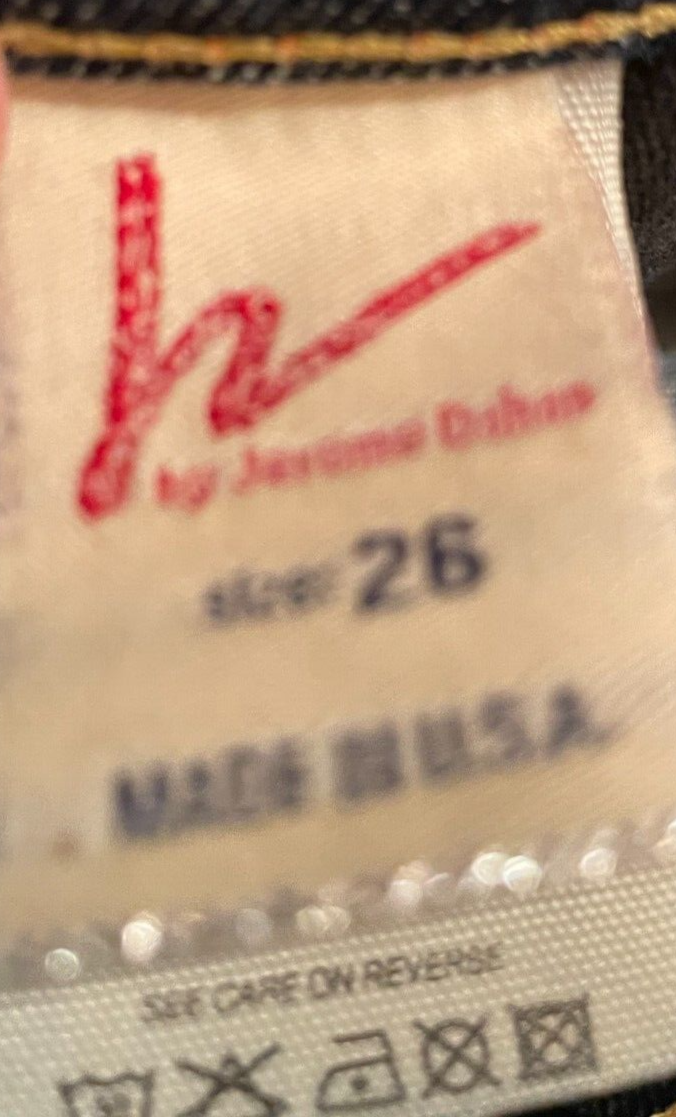 h
by Jerome Dahan
size: 26
MADE IN U.S.A.
SEE CARE ON REVERSE